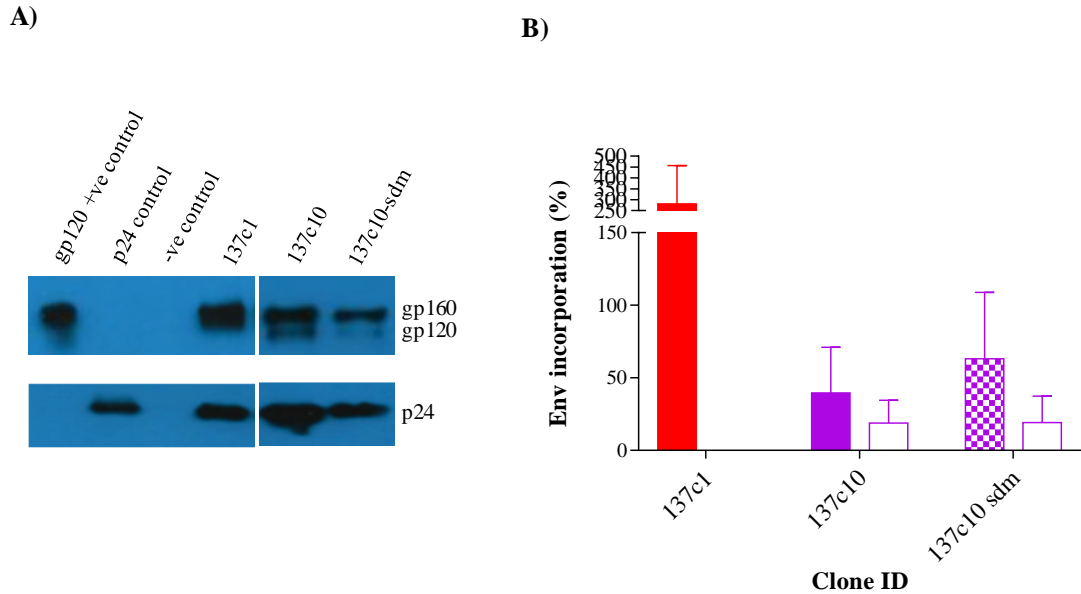 A)
gp120 +ve control
p24 control
-ve control
137c1
137c10
137c10-sdm
gp160
gp120
p24
B)
Env incorporation (%)
500
450
400
350
300
250
150
100
50
0
137c1
137c10
137c10 sdm
Clone ID